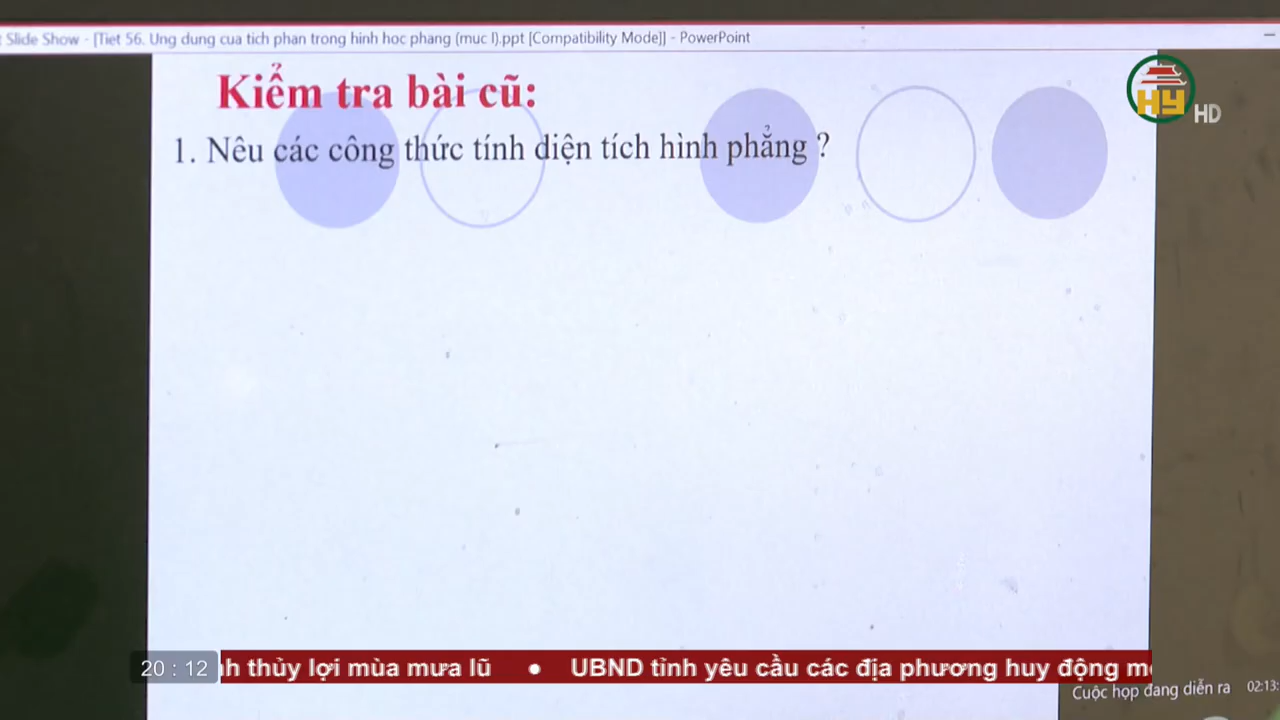 Slide Show - [Tiet 56. Ung dung cua tich phan trong hinh hoc phang (muc I).ppt [Compatibility Mode]] - PowerPoint
Kiểm tra bài cũ:
HY HD
1. Nêu các công thức tính diện tích hình phẳng ?
20 : 12 nh thủy lợi mùa mưa lũ • UBND tỉnh yêu cầu các địa phương huy động m
Cuộc họp đang diễn ra 02:13: